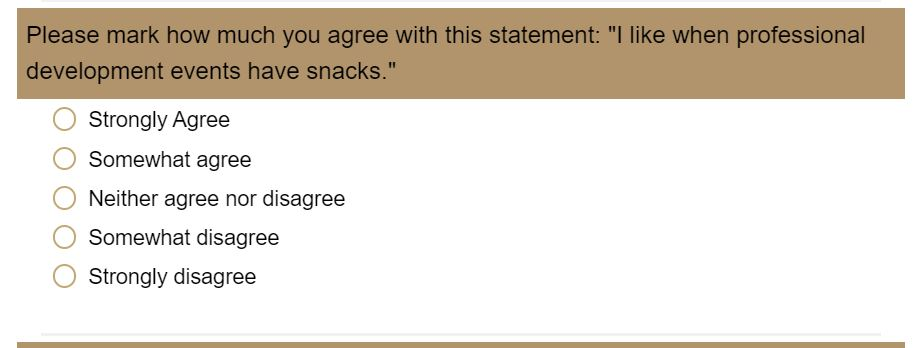 Please mark how much you agree with this statement: "I like when professional
development events have snacks."
Strongly Agree
Somewhat agree
Neither agree nor disagree
Somewhat disagree
Strongly disagree